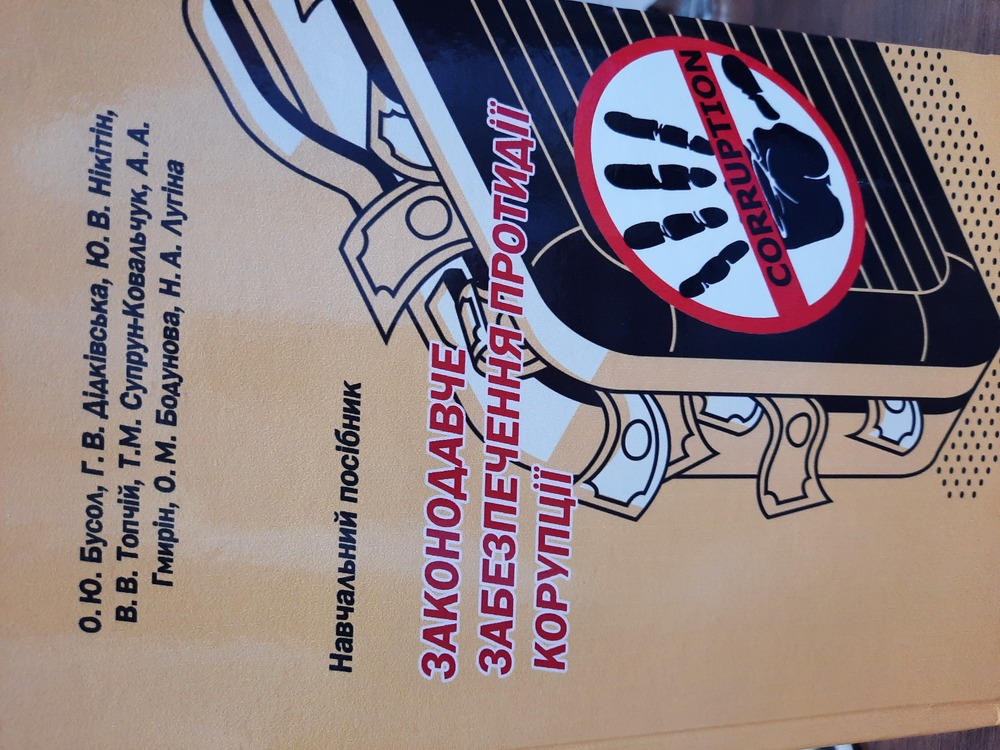 О. Ю. Бусол, Г. В. Дідківська, Ю. В. Нікітін,
В. В. Топчій, Т.М. Супрун-Ковальчук, А. А.
Гмирін, О. М. Бодунова, Н. А. Лугіна
Навчальний посібник
ЗАКОНОДАВЧЕ
ЗАБЕЗПЕЧЕННЯ ПРОТИДІЇ
КОРУПЦІЇ
CORRUPTION